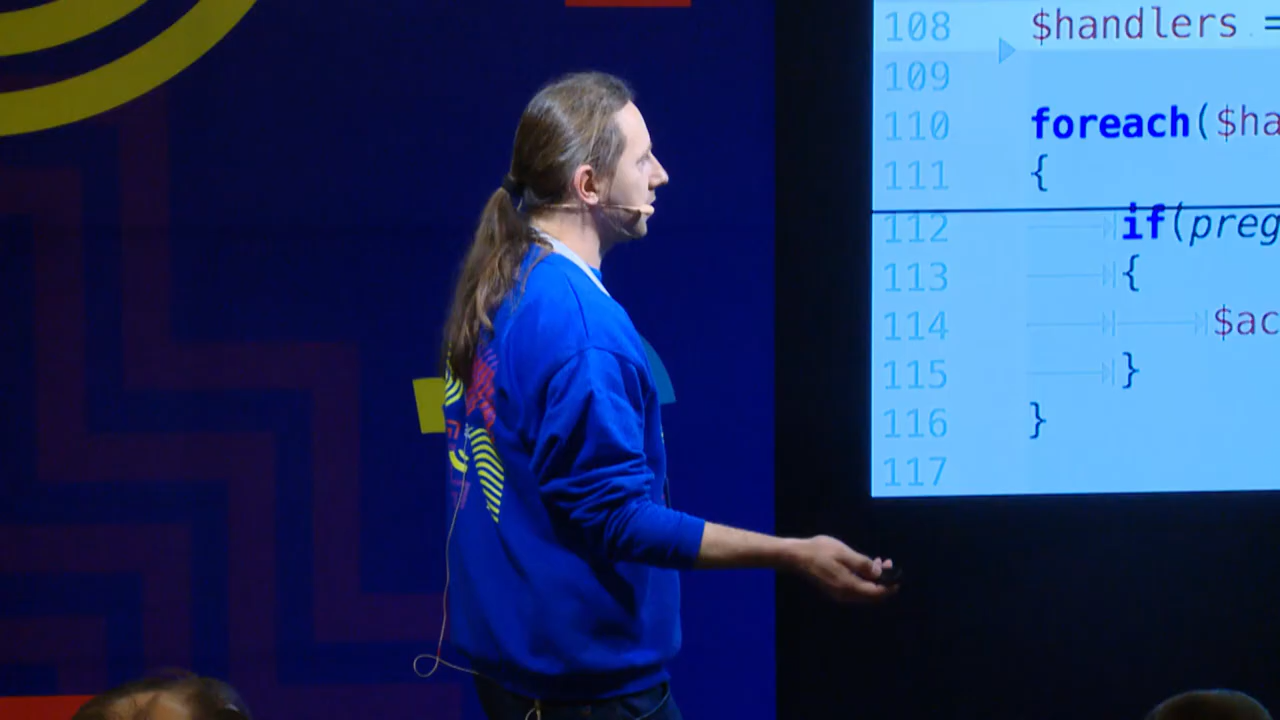 108 $handlers =
109
110 foreach($ha
111 {
112 if(preg
113 {
114 $ac
115 }
116 }
117